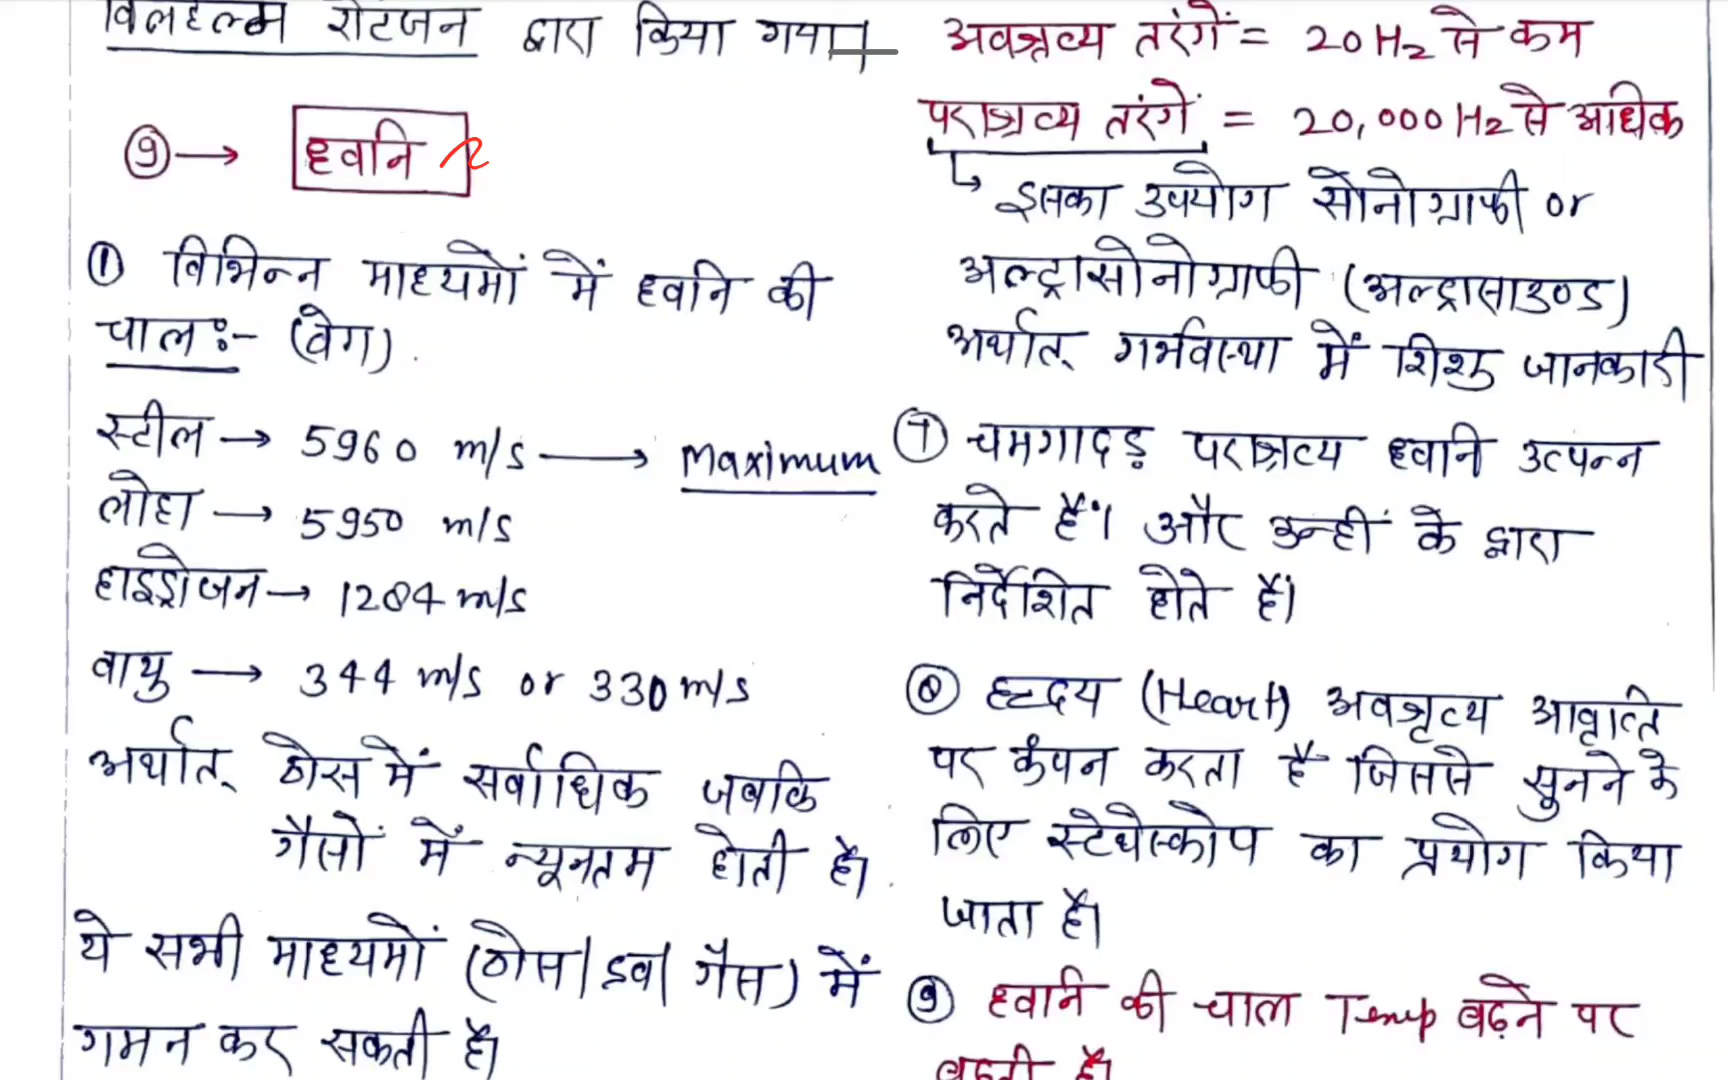 विलहेल्म रोंटजन द्वारा किया गया।
⑨→ ध्वनि
① विभिन्न माध्यमों में ध्वनि की
चाल :- (वेग)
स्टील → 5960 m/s → Maximum
लोहा → 5950 m/s
हाइड्रोजन → 1284 m/s
वायु → 344 m/s or 330 m/s
अर्थात् ठोस में सर्वाधिक जबकि
गैसों में न्यूनतम होती है।
ये सभी माध्यमों (ठोस/द्रव/गैस) में
गमन कर सकती है।
अवश्रव्य तरंगें = 20 Hz से कम
पराश्रव्य तरंगें = 20,000 Hz से अधिक
↳ इसका उपयोग सोनोग्राफी or
अल्ट्रासोनोग्राफी (अल्ट्रासाउण्ड)
अर्थात् गर्भवस्था में शिशु जानकारी
⑦ चमगादड़ पराश्रव्य ध्वनि उत्पन्न
करते हैं। और उन्हीं के द्वारा
निर्देशित होते हैं।
⑧ हृदय (Heart) अवश्रृव्य आवृत्ति
पर कंपन करता है जिससे सुनने के
लिए स्टेथेस्कोप का प्रयोग किया
जाता है।
⑨ ध्वनि की चाल Temp बढ़ने पर
बढ़ती है।